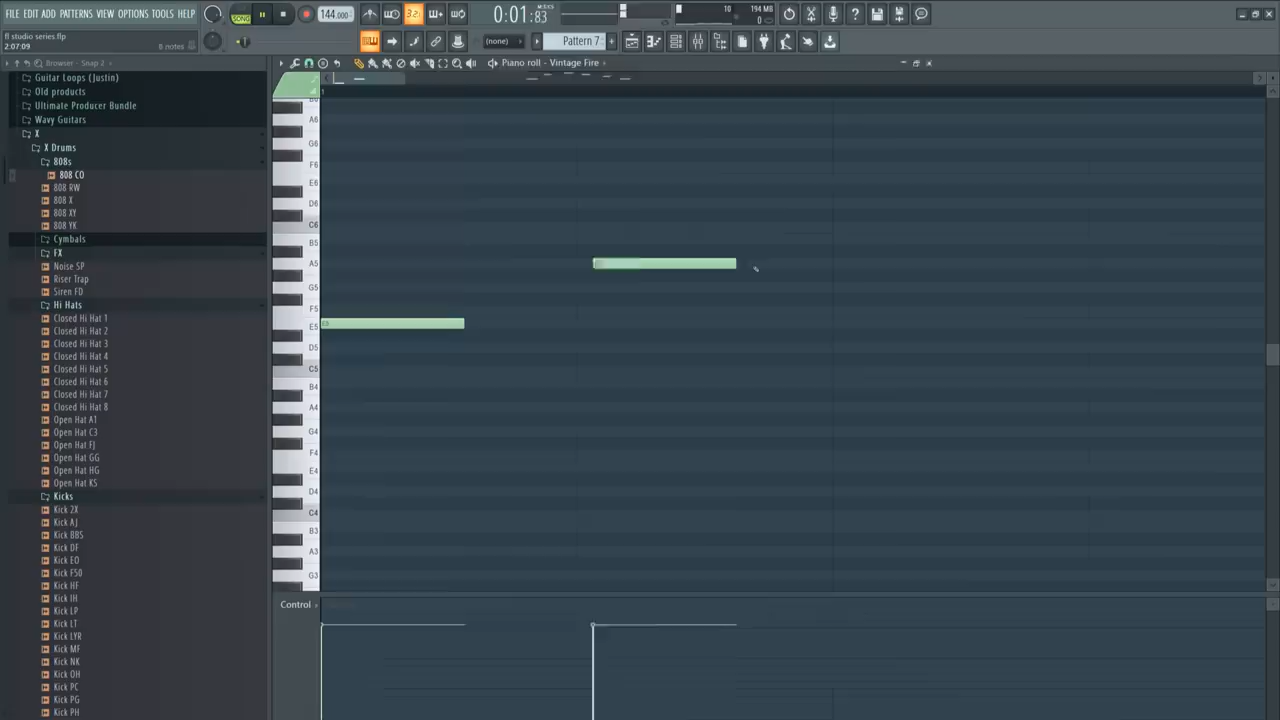 FILE EDIT ADD PATTERNS VIEW OPTIONS TOOLS HELP
SONG
144.000
3.2
0:01:83
M:S:CS
10
194 MB
0
fl studio series.flp
2:07:09
8 notes
(none)
Pattern 7
Browser - Snap 2
Piano roll - Vintage Fire
Guitar Loops (Justin)
Old products
Ultimate Producer Bundle
Wavy Guitars
X
X Drums
808s
808 CO
808 RW
808 X
808 XY
808 YK
Cymbals
FX
Noise SP
Riser Trap
Siren FD
Hi Hats
Closed Hi Hat 1
Closed Hi Hat 2
Closed Hi Hat 3
Closed Hi Hat 4
Closed Hi Hat 5
Closed Hi Hat 6
Closed Hi Hat 7
Closed Hi Hat 8
Open Hat A1
Open Hat C3
Open Hat FJ
Open Hat GG
Open Hat HG
Open Hat KS
Kicks
Kick 2X
Kick AJ
Kick BBS
Kick DF
Kick EO
Kick F50
Kick HF
Kick IH
Kick LP
Kick LT
Kick LYR
Kick MF
Kick NK
Kick OH
Kick PC
Kick PG
Kick PH
1
B6
A6
G6
F6
E6
D6
C6
B5
A5
G5
F5
E5
E5
D5
C5
B4
A4
G4
F4
E4
D4
C4
B3
A3
G3
Control